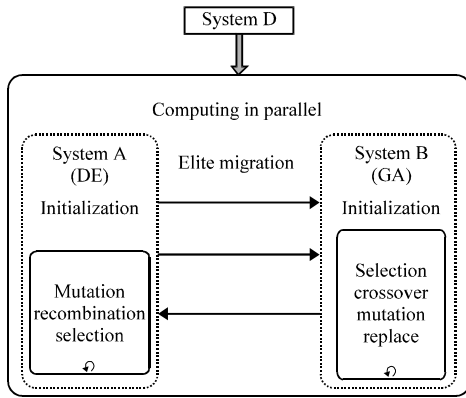 System D
Computing in parallel
System A
(DE)
Initialization
Mutation
recombination
selection
Elite migration
System B
(GA)
Initialization
Selection
crossover
mutation
replace